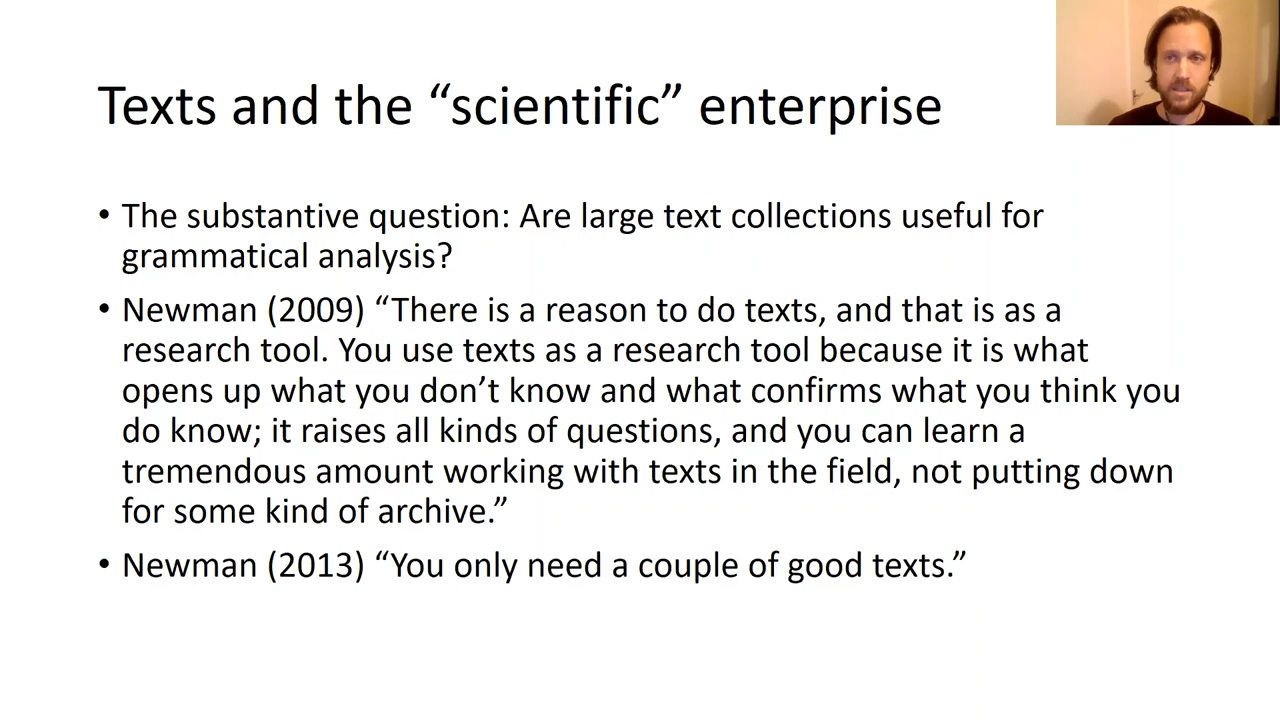 Texts and the “scientific” enterprise
• The substantive question: Are large text collections useful for
grammatical analysis?
• Newman (2009) “There is a reason to do texts, and that is as a
research tool. You use texts as a research tool because it is what
opens up what you don’t know and what confirms what you think you
do know; it raises all kinds of questions, and you can learn a
tremendous amount working with texts in the field, not putting down
for some kind of archive.”
• Newman (2013) “You only need a couple of good texts.”